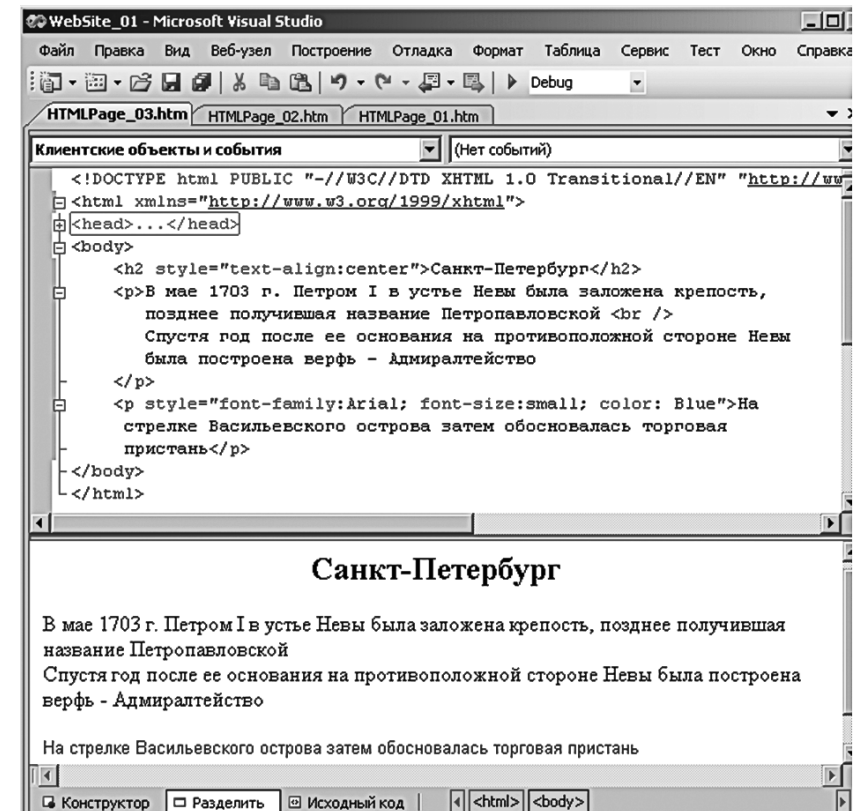 WebSite_01 - Microsoft Visual Studio
Файл Правка Вид Веб-узел Построение Отладка Формат Таблица Сервис Тест Окно Справка
Debug
HTMLPage_03.htm HTMLPage_02.htm HTMLPage_01.htm
Клиентские объекты и события (Нет событий)
<!DOCTYPE html PUBLIC "-//W3C//DTD XHTML 1.0 Transitional//EN" "http://ww
<html xmlns="http://www.w3.org/1999/xhtml">
<head>...</head>
<body>
<h2 style="text-align:center">Санкт-Петербург</h2>
<p>В мае 1703 г. Петром I в устье Невы была заложена крепость,
позднее получившая название Петропавловской <br />
Спустя год после ее основания на противоположной стороне Невы
была построена верфь - Адмиралтейство
</p>
<p style="font-family:Arial; font-size:small; color: Blue">На
стрелке Васильевского острова затем обосновалась торговая
пристань</p>
</body>
</html>
Санкт-Петербург
В мае 1703 г. Петром I в устье Невы была заложена крепость, позднее получившая
название Петропавловской
Спустя год после ее основания на противоположной стороне Невы была построена
верфь - Адмиралтейство
На стрелке Васильевского острова затем обосновалась торговая пристань
Конструктор Разделить Исходный код <html> <body>